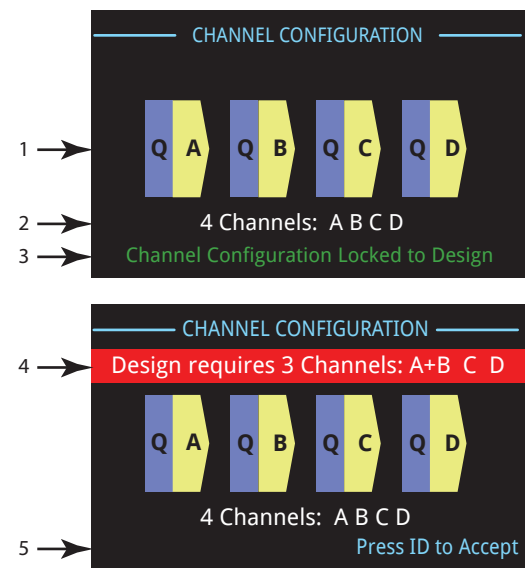 CHANNEL CONFIGURATION
1
Q A Q B Q C Q D
2
4 Channels: A B C D
3
Channel Configuration Locked to Design
CHANNEL CONFIGURATION
4
Design requires 3 Channels: A+B C D
Q A Q B Q C Q D
4 Channels: A B C D
5
Press ID to Accept